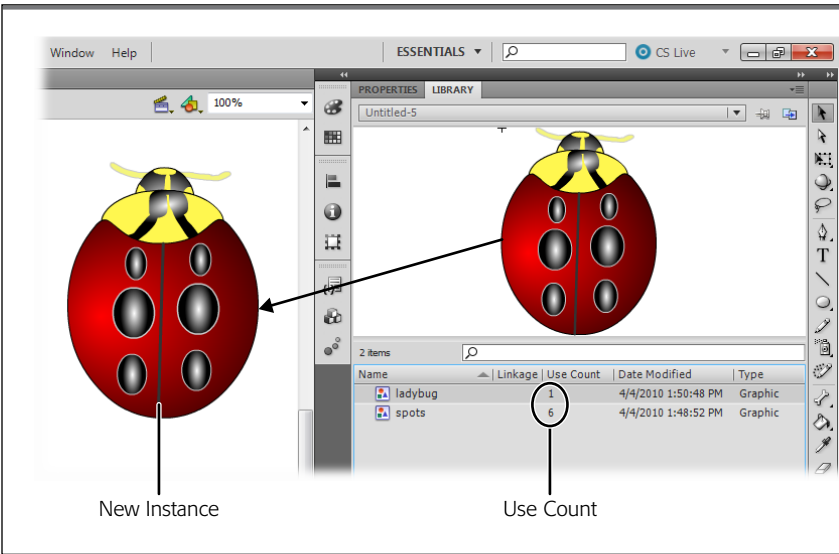 Window Help ESSENTIALS CS Live
PROPERTIES LIBRARY
100% Untitled-5
2 items
Name Linkage Use Count Date Modified Type
ladybug 1 4/4/2010 1:50:48 PM Graphic
spots 6 4/4/2010 1:48:52 PM Graphic
New Instance Use Count